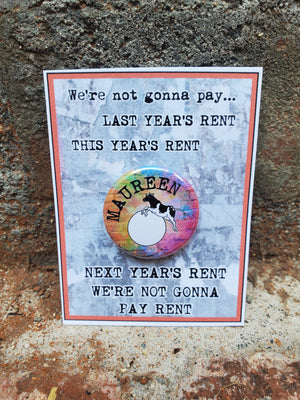 We're not gonna pay...
LAST YEAR'S RENT
THIS YEAR'S RENT
MAUREEN
NEXT YEAR'S RENT
WE'RE NOT GONNA
PAY RENT